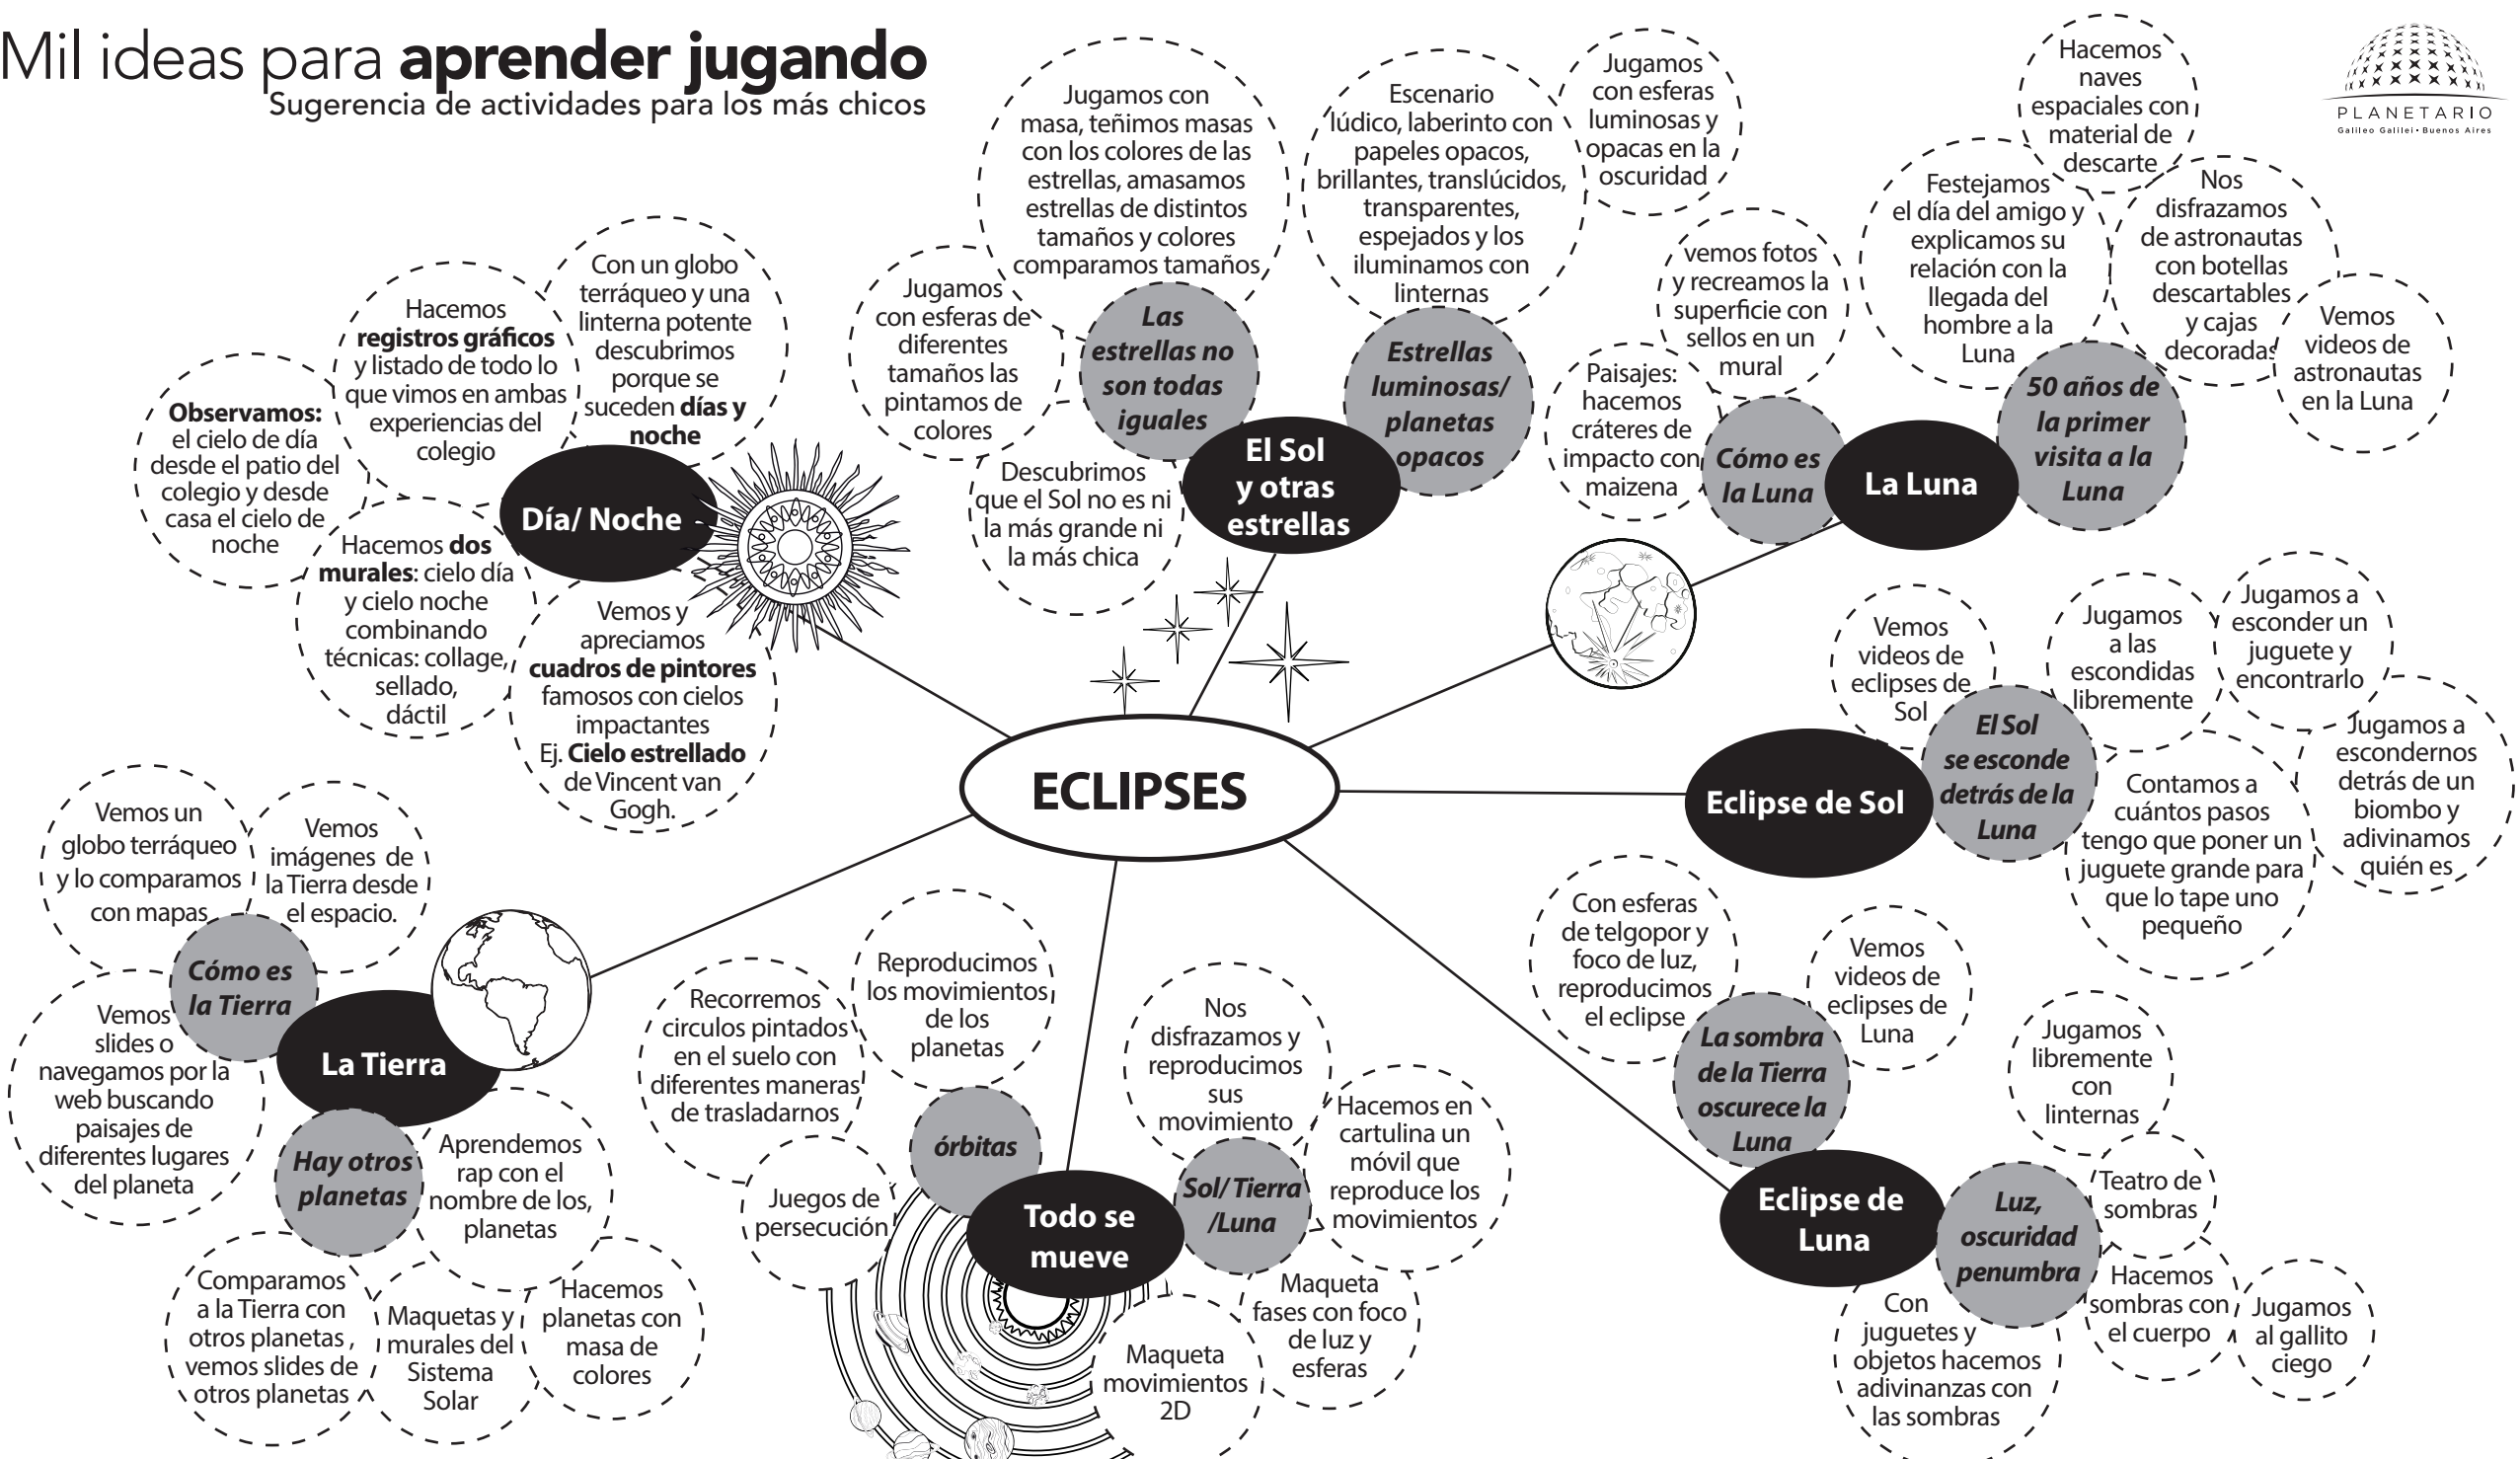 Mil ideas para aprender jugando
Sugerencia de actividades para los más chicos
PLANETARIO
Galileo Galilei • Buenos Aires
ECLIPSES
Día/ Noche
Observamos:
el cielo de día
desde el patio del
colegio y desde
casa el cielo de
noche
Hacemos
registros gráficos
y listado de todo lo
que vimos en ambas
experiencias del
colegio
Con un globo
terráqueo y una
linterna potente
descubrimos
porque se
suceden días y
noche
Hacemos dos
murales: cielo día
y cielo noche
combinando
técnicas: collage,
sellado,
dáctil
Vemos y
apreciamos
cuadros de pintores
famosos con cielos
impactantes
Ej. Cielo estrellado
de Vincent van
Gogh.
El Sol
y otras
estrellas
Las
estrellas no
son todas
iguales
Jugamos con
masa, teñimos masas
con los colores de las
estrellas, amasamos
estrellas de distintos
tamaños y colores
comparamos tamaños
Jugamos
con esferas de
diferentes
tamaños las
pintamos de
colores
Descubrimos
que el Sol no es ni
la más grande ni
la más chica
Estrellas
luminosas/
planetas
opacos
Escenario
lúdico, laberinto con
papeles opacos,
brillantes, translúcidos,
transparentes,
espejados y los
iluminamos con
linternas
Jugamos
con esferas
luminosas y
opacas en la
oscuridad
La Luna
Cómo es
la Luna
vemos fotos
y recreamos la
superficie con
sellos en un
mural
Paisajes:
hacemos
cráteres de
impacto con
maizena
50 años de
la primer
visita a la
Luna
Festejamos
el día del amigo y
explicamos su
relación con la
llegada del
hombre a la
Luna
Hacemos
naves
espaciales con
material de
descarte
Nos
disfrazamos
de astronautas
con botellas
descartables
y cajas
decoradas
Vemos
videos de
astronautas
en la Luna
Eclipse de Sol
El Sol
se esconde
detrás de la
Luna
Vemos
videos de
eclipses de
Sol
Jugamos
a las
escondidas
libremente
Jugamos a
esconder un
juguete y
encontrarlo
Jugamos a
escondernos
detrás de un
biombo y
adivinamos
quién es
Contamos a
cuántos pasos
tengo que poner un
juguete grande para
que lo tape uno
pequeño
La Tierra
Cómo es
la Tierra
Vemos un
globo terráqueo
y lo comparamos
con mapas
Vemos
imágenes de
la Tierra desde
el espacio.
Vemos
slides o
navegamos por la
web buscando
paisajes de
diferentes lugares
del planeta
Hay otros
planetas
Aprendemos
rap con el
nombre de los,
planetas
Comparamos
a la Tierra con
otros planetas ,
vemos slides de
otros planetas
Maquetas y
murales del
Sistema
Solar
Hacemos
planetas con
masa de
colores
Todo se
mueve
órbitas
Recorremos
circulos pintados
en el suelo con
diferentes maneras
de trasladarnos
Reproducimos
los movimientos
de los
planetas
Juegos de
persecución
Sol/ Tierra
/Luna
Nos
disfrazamos y
reproducimos
sus
movimiento
Hacemos en
cartulina un
móvil que
reproduce los
movimientos
Maqueta
fases con foco
de luz y
esferas
Maqueta
movimientos
2D
Eclipse de
Luna
La sombra
de la Tierra
oscurece la
Luna
Con esferas
de telgopor y
foco de luz,
reproducimos
el eclipse
Vemos
videos de
eclipses de
Luna
Luz,
oscuridad
penumbra
Jugamos
libremente
con
linternas
Teatro de
sombras
Hacemos
sombras con
el cuerpo
Jugamos
al gallito
ciego
Con
juguetes y
objetos hacemos
adivinanzas con
las sombras